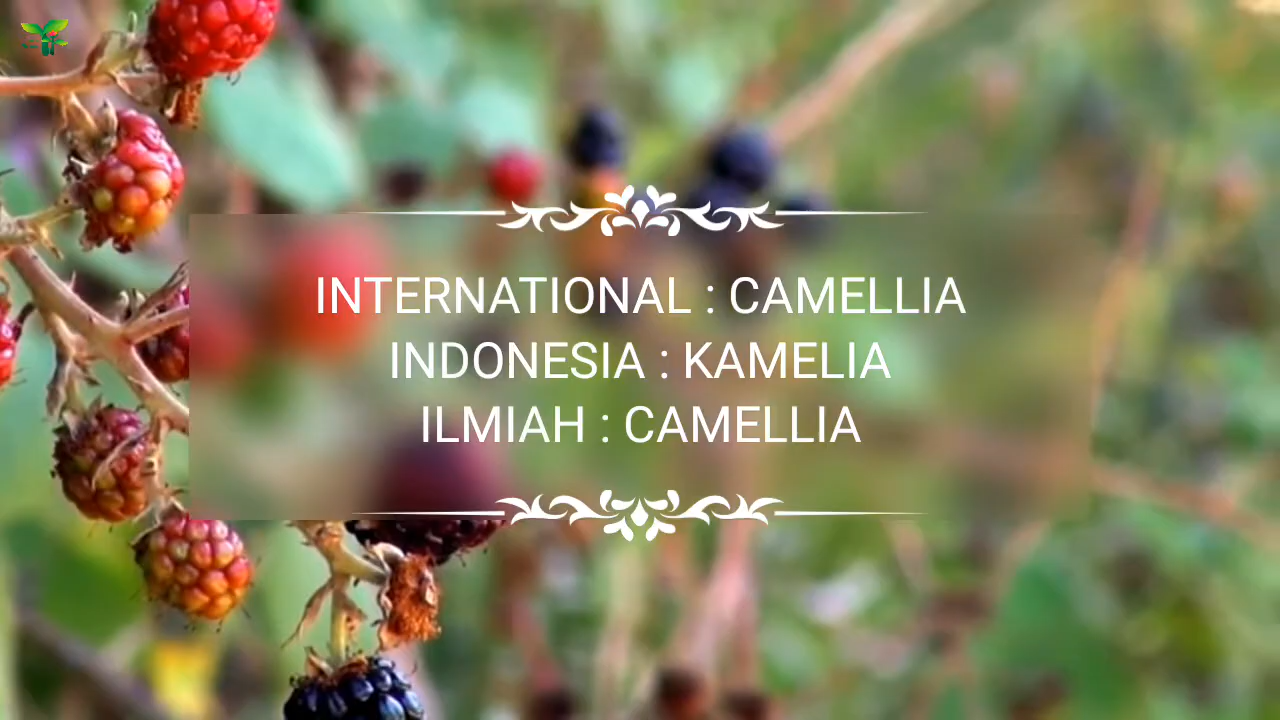 INTERNATIONAL : CAMELLIA
INDONESIA : KAMELIA
ILMIAH : CAMELLIA